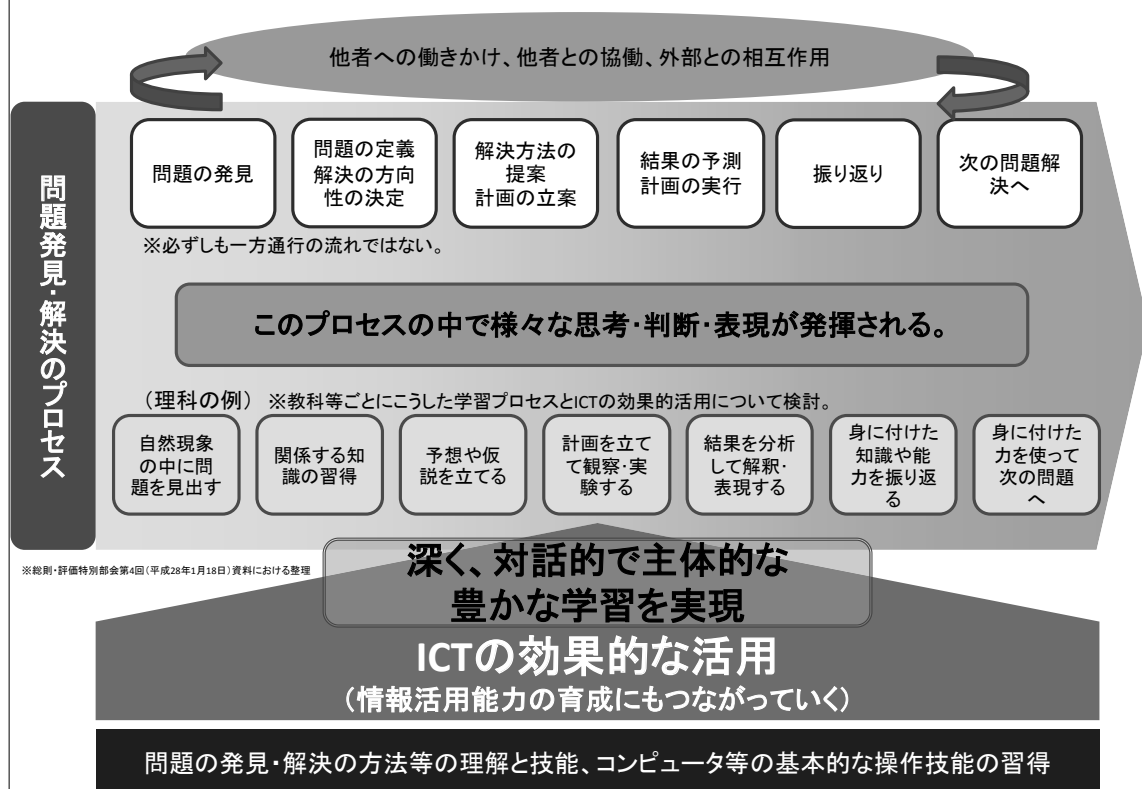 他者への働きかけ、他者との協働、外部との相互作用
問題発見・解決のプロセス
問題の発見
問題の定義
解決の方向
性の決定
解決方法の
提案
計画の立案
結果の予測
計画の実行
振り返り
次の問題解
決へ
※必ずしも一方通行の流れではない。
このプロセスの中で様々な思考・判断・表現が発揮される。
（理科の例） ※教科等ごとにこうした学習プロセスとICTの効果的活用について検討。
自然現象
の中に問
題を見出す
関係する知
識の習得
予想や仮
説を立てる
計画を立て
て観察・実
験する
結果を分析
して解釈・
表現する
身に付けた
知識や能
力を振り返
る
身に付けた
力を使って
次の問題
へ
※総則・評価特別部会第4回（平成28年1月18日）資料における整理
深く、対話的で主体的な
豊かな学習を実現
ICTの効果的な活用
（情報活用能力の育成にもつながっていく）
問題の発見・解決の方法等の理解と技能、コンピュータ等の基本的な操作技能の習得